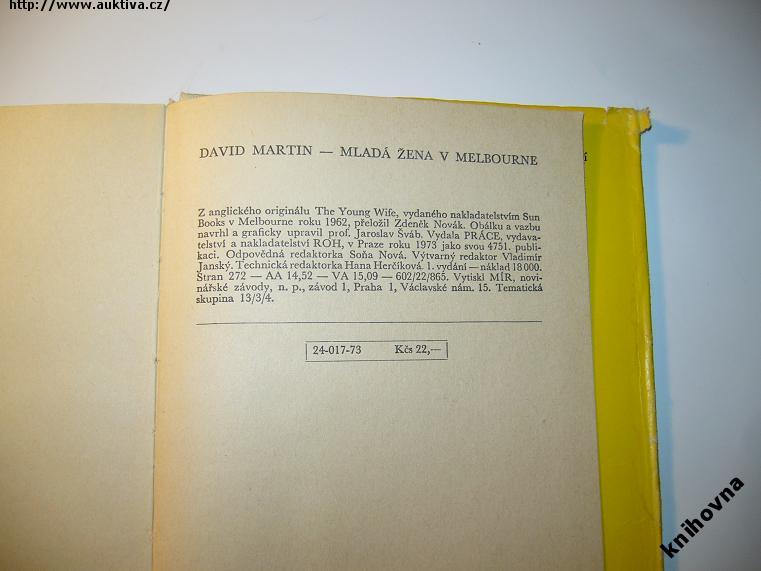 http://www.auktiva.cz/
DAVID MARTIN — MLADÁ ŽENA V MELBOURNE
Z anglického originálu The Young Wife, vydaného nakladatelstvím Sun
Books v Melbourne roku 1962, přeložil Zdeněk Novák. Obálku a vazbu
navrhl a graficky upravil prof. Jaroslav Šváb. Vydala PRÁCE, vydava-
telství a nakladatelství ROH, v Praze roku 1973 jako svou 4751. publi-
kaci. Odpovědná redaktorka Soňa Nová. Výtvarný redaktor Vladimír
Janský. Technická redaktorka Hana Herčíková. 1. vydání — náklad 18 000.
Stran 272 — AA 14,52 — VA 15,09 — 602/22/865. Vytiskl MÍR, novi-
nářské závody, n. p., závod 1, Praha 1, Václavské nám. 15. Tematická
skupina 13/3/4.
24-017-73 Kčs 22,—
knihovna